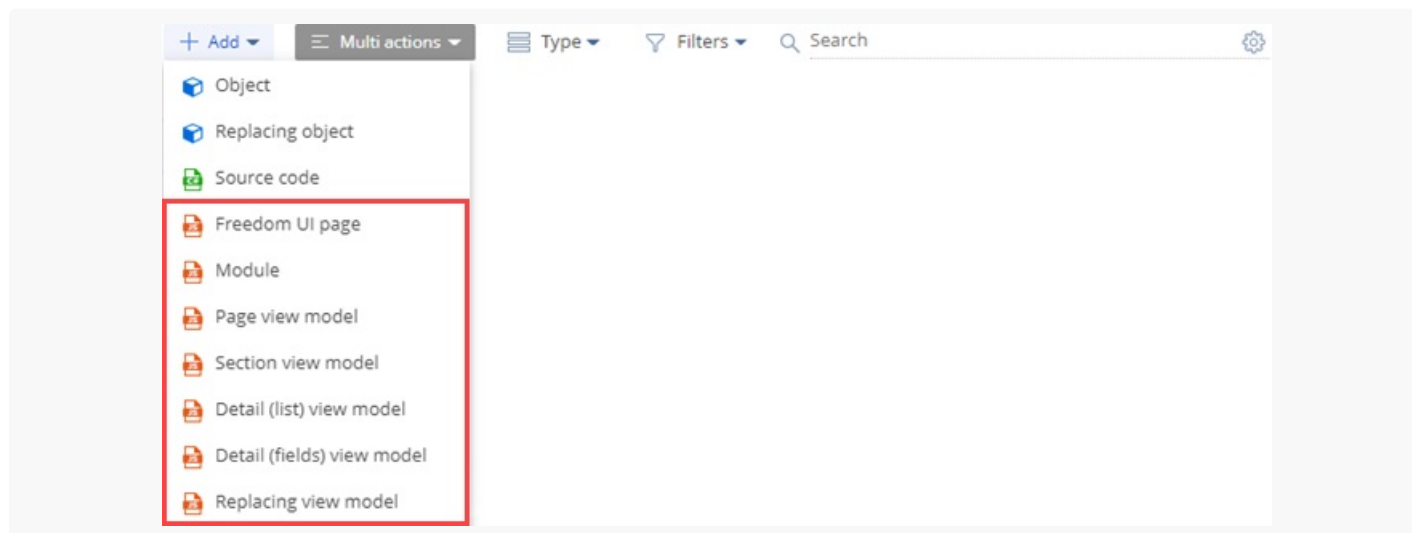 Add Multi actions Type Filters Search
Object
Replacing object
Source code
Freedom UI page
Module
Page view model
Section view model
Detail (list) view model
Detail (fields) view model
Replacing view model